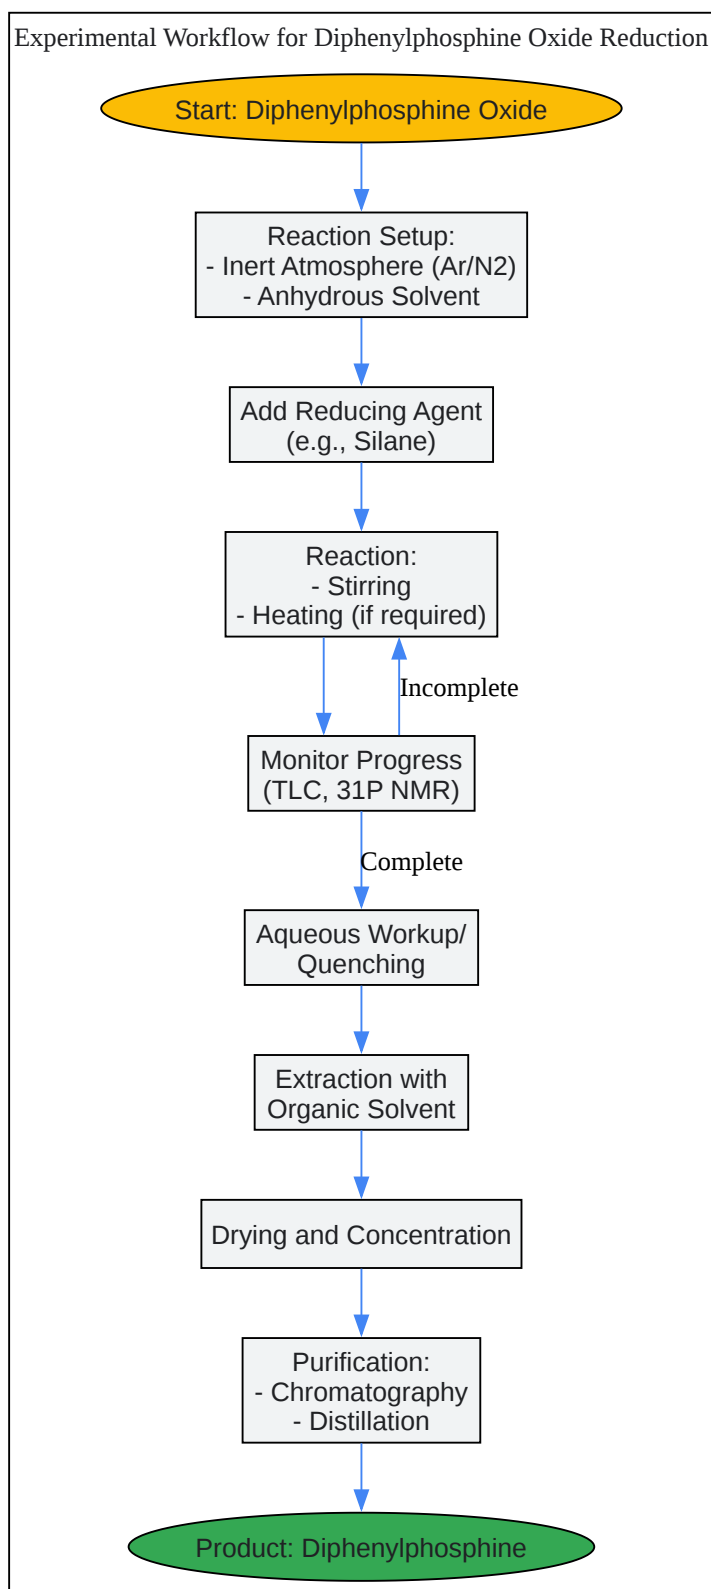 Experimental Workflow for Diphenylphosphine Oxide Reduction
Start: Diphenylphosphine Oxide
Reaction Setup:
- Inert Atmosphere (Ar/N2)
- Anhydrous Solvent
Add Reducing Agent
(e.g., Silane)
Reaction:
- Stirring
- Heating (if required)
Incomplete
Monitor Progress
(TLC, 31P NMR)
Complete
Aqueous Workup/
Quenching
Extraction with
Organic Solvent
Drying and Concentration
Purification:
- Chromatography
- Distillation
Product: Diphenylphosphine